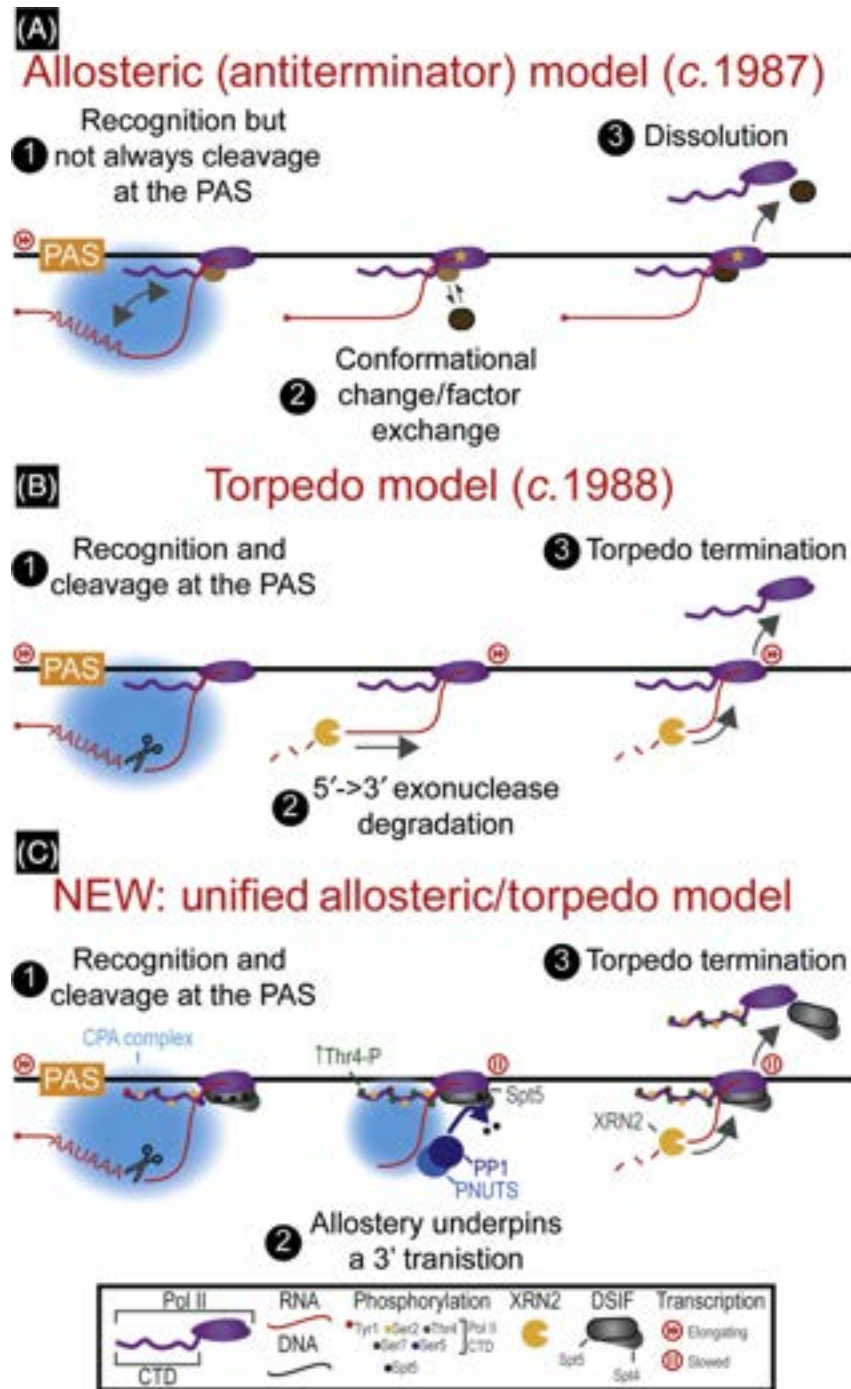 (A)
Allosteric (antiterminator) model (c.1987)
1 Recognition but
not always cleavage
at the PAS
3 Dissolution
PAS
AAUAAA
2 Conformational
change/factor
exchange
(B)
Torpedo model (c.1988)
1 Recognition and
cleavage at the PAS
3 Torpedo termination
PAS
AAUAAA
2 5′->3′ exonuclease
degradation
(C)
NEW: unified allosteric/torpedo model
1 Recognition and
cleavage at the PAS
3 Torpedo termination
CPA complex
↑Thr4-P
PAS
Spt5
XRN2
AAUAAA
PP1
PNUTS
2 Allostery underpins
a 3' tranistion
Pol II
CTD
RNA
DNA
Phosphorylation
Tyr1 Ser2 Thr4 Pol II
Ser7 Ser5 CTD
Spt5
XRN2
DSIF
Spt5
Spt4
Transcription
Elongating
Slowed